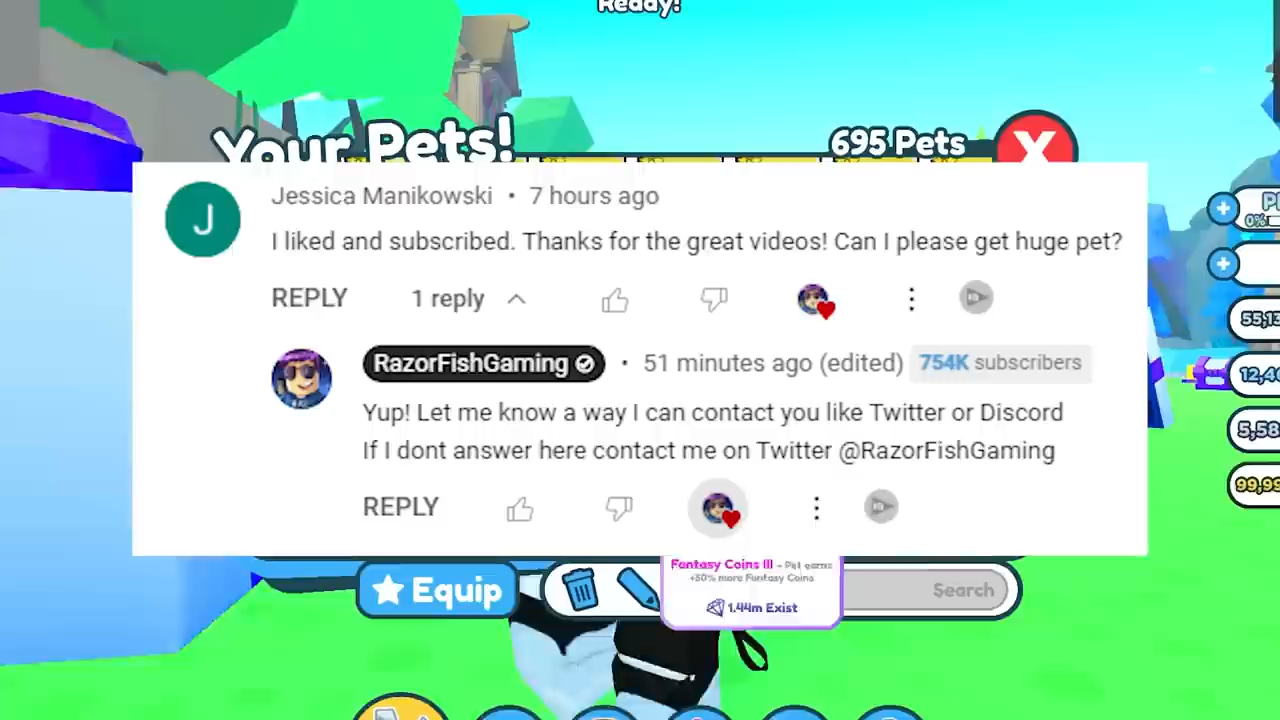 Ready!
Your Pets!
695 Pets
X
Jessica Manikowski • 7 hours ago
I liked and subscribed. Thanks for the great videos! Can I please get huge pet?
REPLY 1 reply
RazorFishGaming • 51 minutes ago (edited) 754K subscribers
Yup! Let me know a way I can contact you like Twitter or Discord
If I dont answer here contact me on Twitter @RazorFishGaming
REPLY
Fantasy Coins III - Pet earns
+50% more Fantasy Coins
1.44m Exist
Equip
Search
0%
J